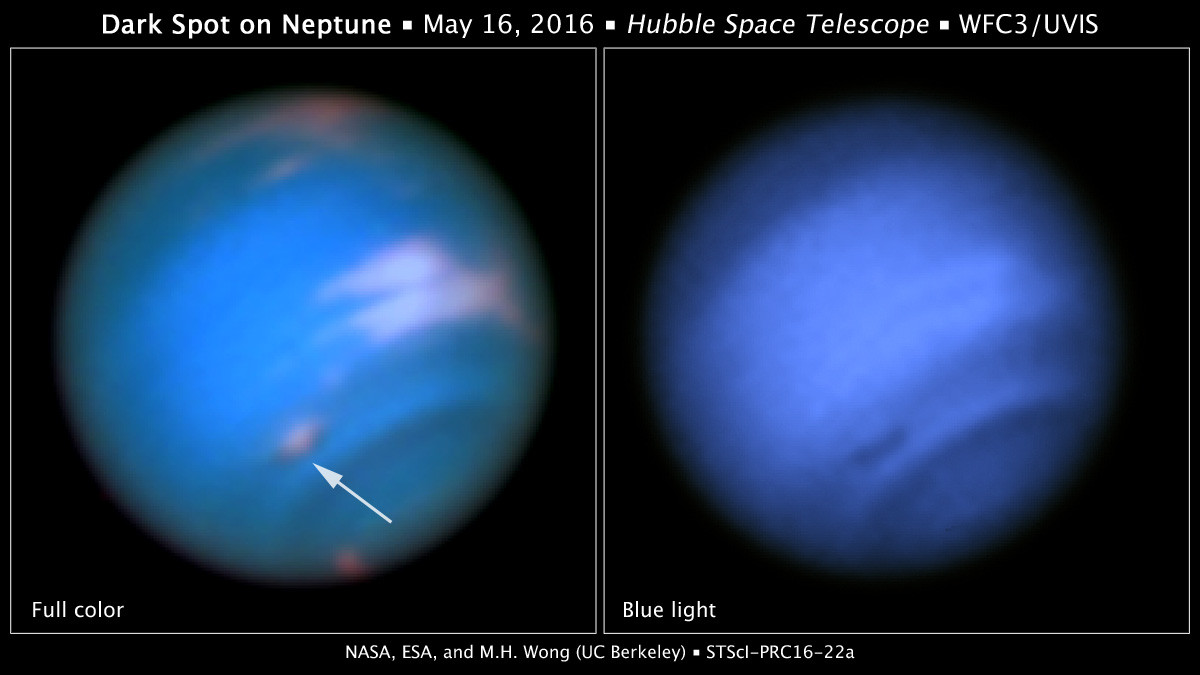 Dark Spot on Neptune ▪ May 16, 2016 ▪ Hubble Space Telescope ▪ WFC3/UVIS
Full color
Blue light
NASA, ESA, and M.H. Wong (UC Berkeley) ▪ STScI-PRC16-22a